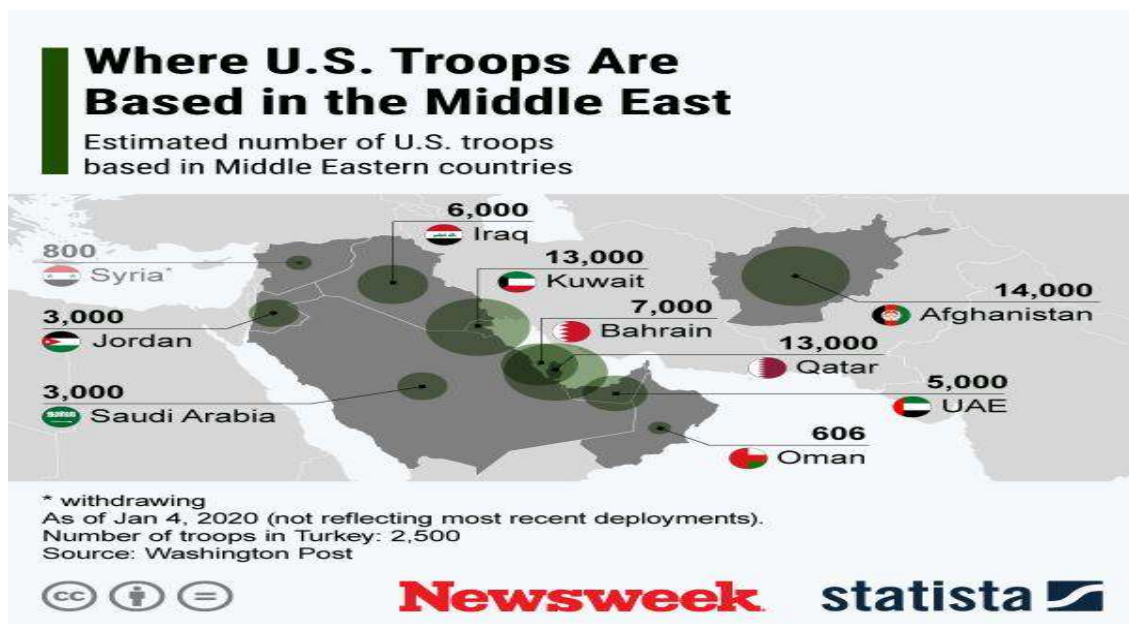 Where U.S. Troops Are
Based in the Middle East
Estimated number of U.S. troops
based in Middle Eastern countries
6,000
Iraq
800
Syria*
13,000
Kuwait
14,000
Afghanistan
3,000
Jordan
7,000
Bahrain
13,000
Qatar
3,000
Saudi Arabia
5,000
UAE
606
Oman
* withdrawing
As of Jan 4, 2020 (not reflecting most recent deployments).
Number of troops in Turkey: 2,500
Source: Washington Post
cc
Newsweek
statista